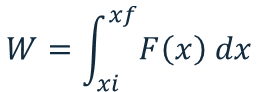 W = ∫_{xi}^{xf} F(x) dx